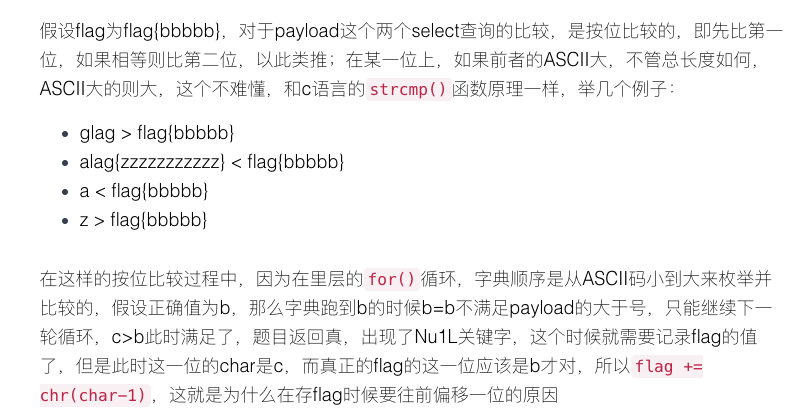 假设flag为flag{bbbbb}，对于payload这个两个select查询的比较，是按位比较的，即先比第一
位，如果相等则比第二位，以此类推；在某一位上，如果前者的ASCII大，不管总长度如何，
ASCII大的则大，这个不难懂，和c语言的strcmp()函数原理一样，举几个例子：
• glag > flag{bbbbb}
• alag{zzzzzzzzzzz} < flag{bbbbb}
• a < flag{bbbbb}
• z > flag{bbbbb}
在这样的按位比较过程中，因为在里层的for()循环，字典顺序是从ASCII码小到大来枚举并
比较的，假设正确值为b，那么字典跑到b的时候b=b不满足payload的大于号，只能继续下一
轮循环，c>b此时满足了，题目返回真，出现了Nu1L关键字，这个时候就需要记录flag的值
了，但是此时这一位的char是c，而真正的flag的这一位应该是b才对，所以flag +=
chr(char-1)，这就是为什么在存flag时候要往前偏移一位的原因